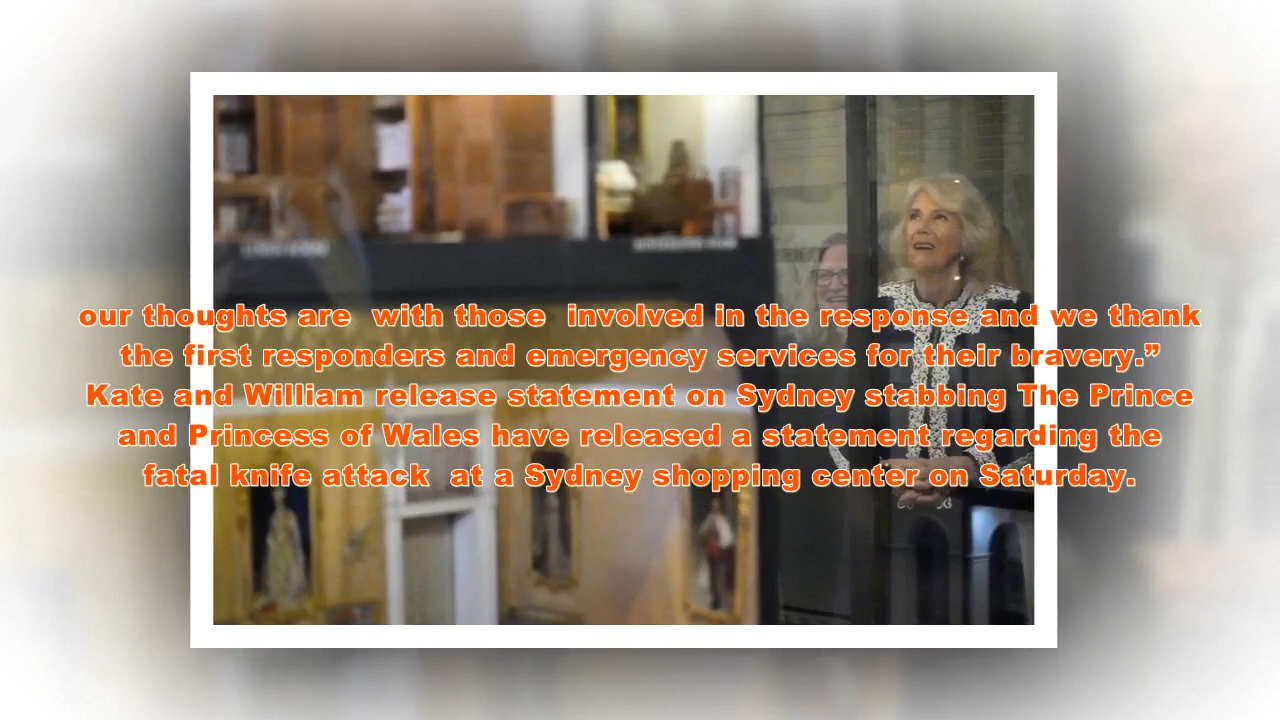 our thoughts are  with those  involved in the response and we thank
the first responders and emergency services for their bravery.”
Kate and William release statement on Sydney stabbing The Prince
and Princess of Wales have released a statement regarding the
fatal knife attack  at a Sydney shopping center on Saturday.